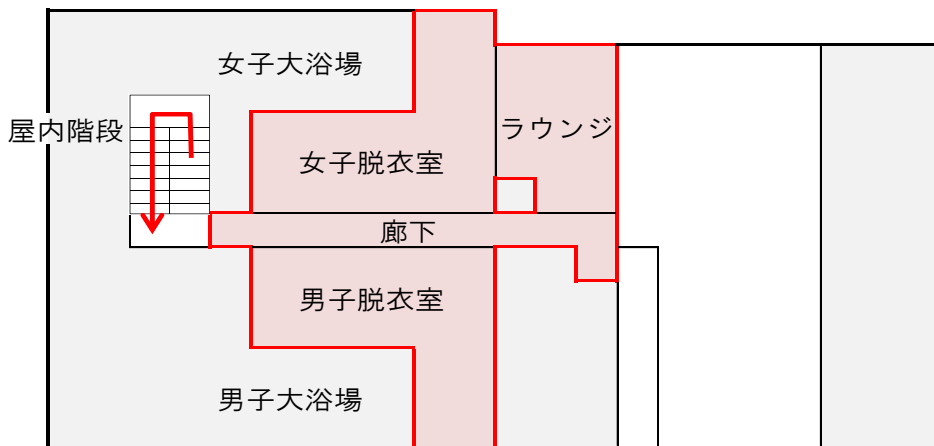 女子大浴場
屋内階段
ラウンジ
女子脱衣室
廊下
男子脱衣室
男子大浴場